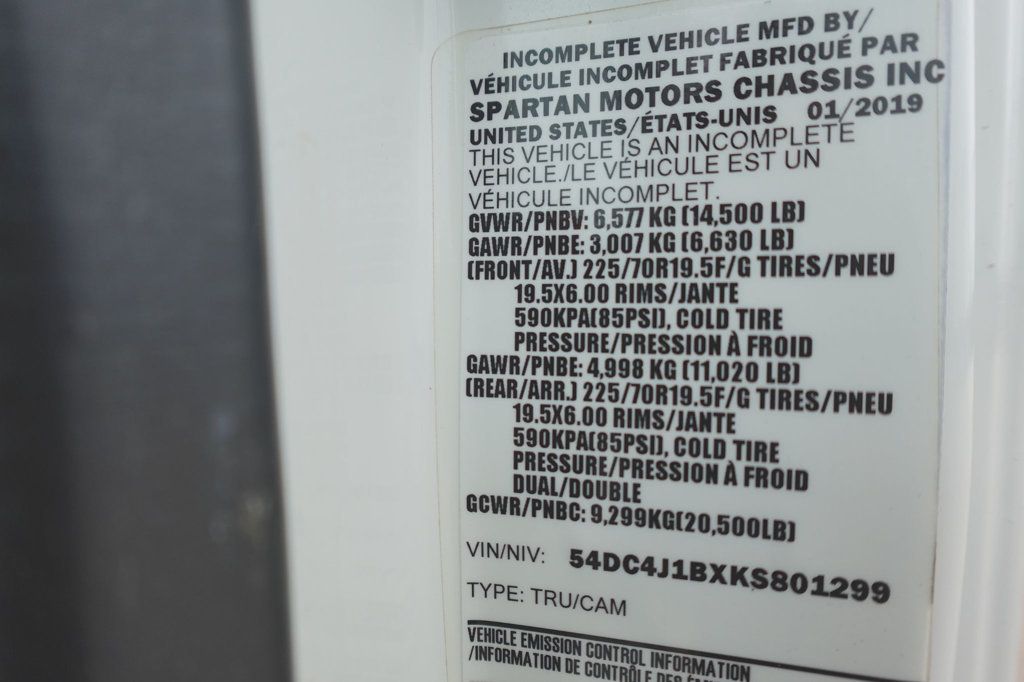 INCOMPLETE VEHICLE MFD BY/
VÉHICULE INCOMPLET FABRIQUÉ PAR
SPARTAN MOTORS CHASSIS INC
UNITED STATES/ÉTATS-UNIS 01/2019
THIS VEHICLE IS AN INCOMPLETE
VEHICLE./LE VÉHICULE EST UN
VÉHICULE INCOMPLET.
GVWR/PNBV: 6,577 KG (14,500 LB)
GAWR/PNBE: 3,007 KG (6,630 LB)
(FRONT/AV.) 225/70R19.5F/G TIRES/PNEU
19.5X6.00 RIMS/JANTE
590KPA(85PSI), COLD TIRE
PRESSURE/PRESSION À FROID
GAWR/PNBE: 4,998 KG (11,020 LB)
(REAR/ARR.) 225/70R19.5F/G TIRES/PNEU
19.5X6.00 RIMS/JANTE
590KPA(85PSI), COLD TIRE
PRESSURE/PRESSION À FROID
DUAL/DOUBLE
GCWR/PNBC: 9,299KG(20,500LB)
VIN/NIV: 54DC4J1BXKS801299
TYPE: TRU/CAM
VEHICLE EMISSION CONTROL INFORMATION
/INFORMATION DE CONTRÔLE DES